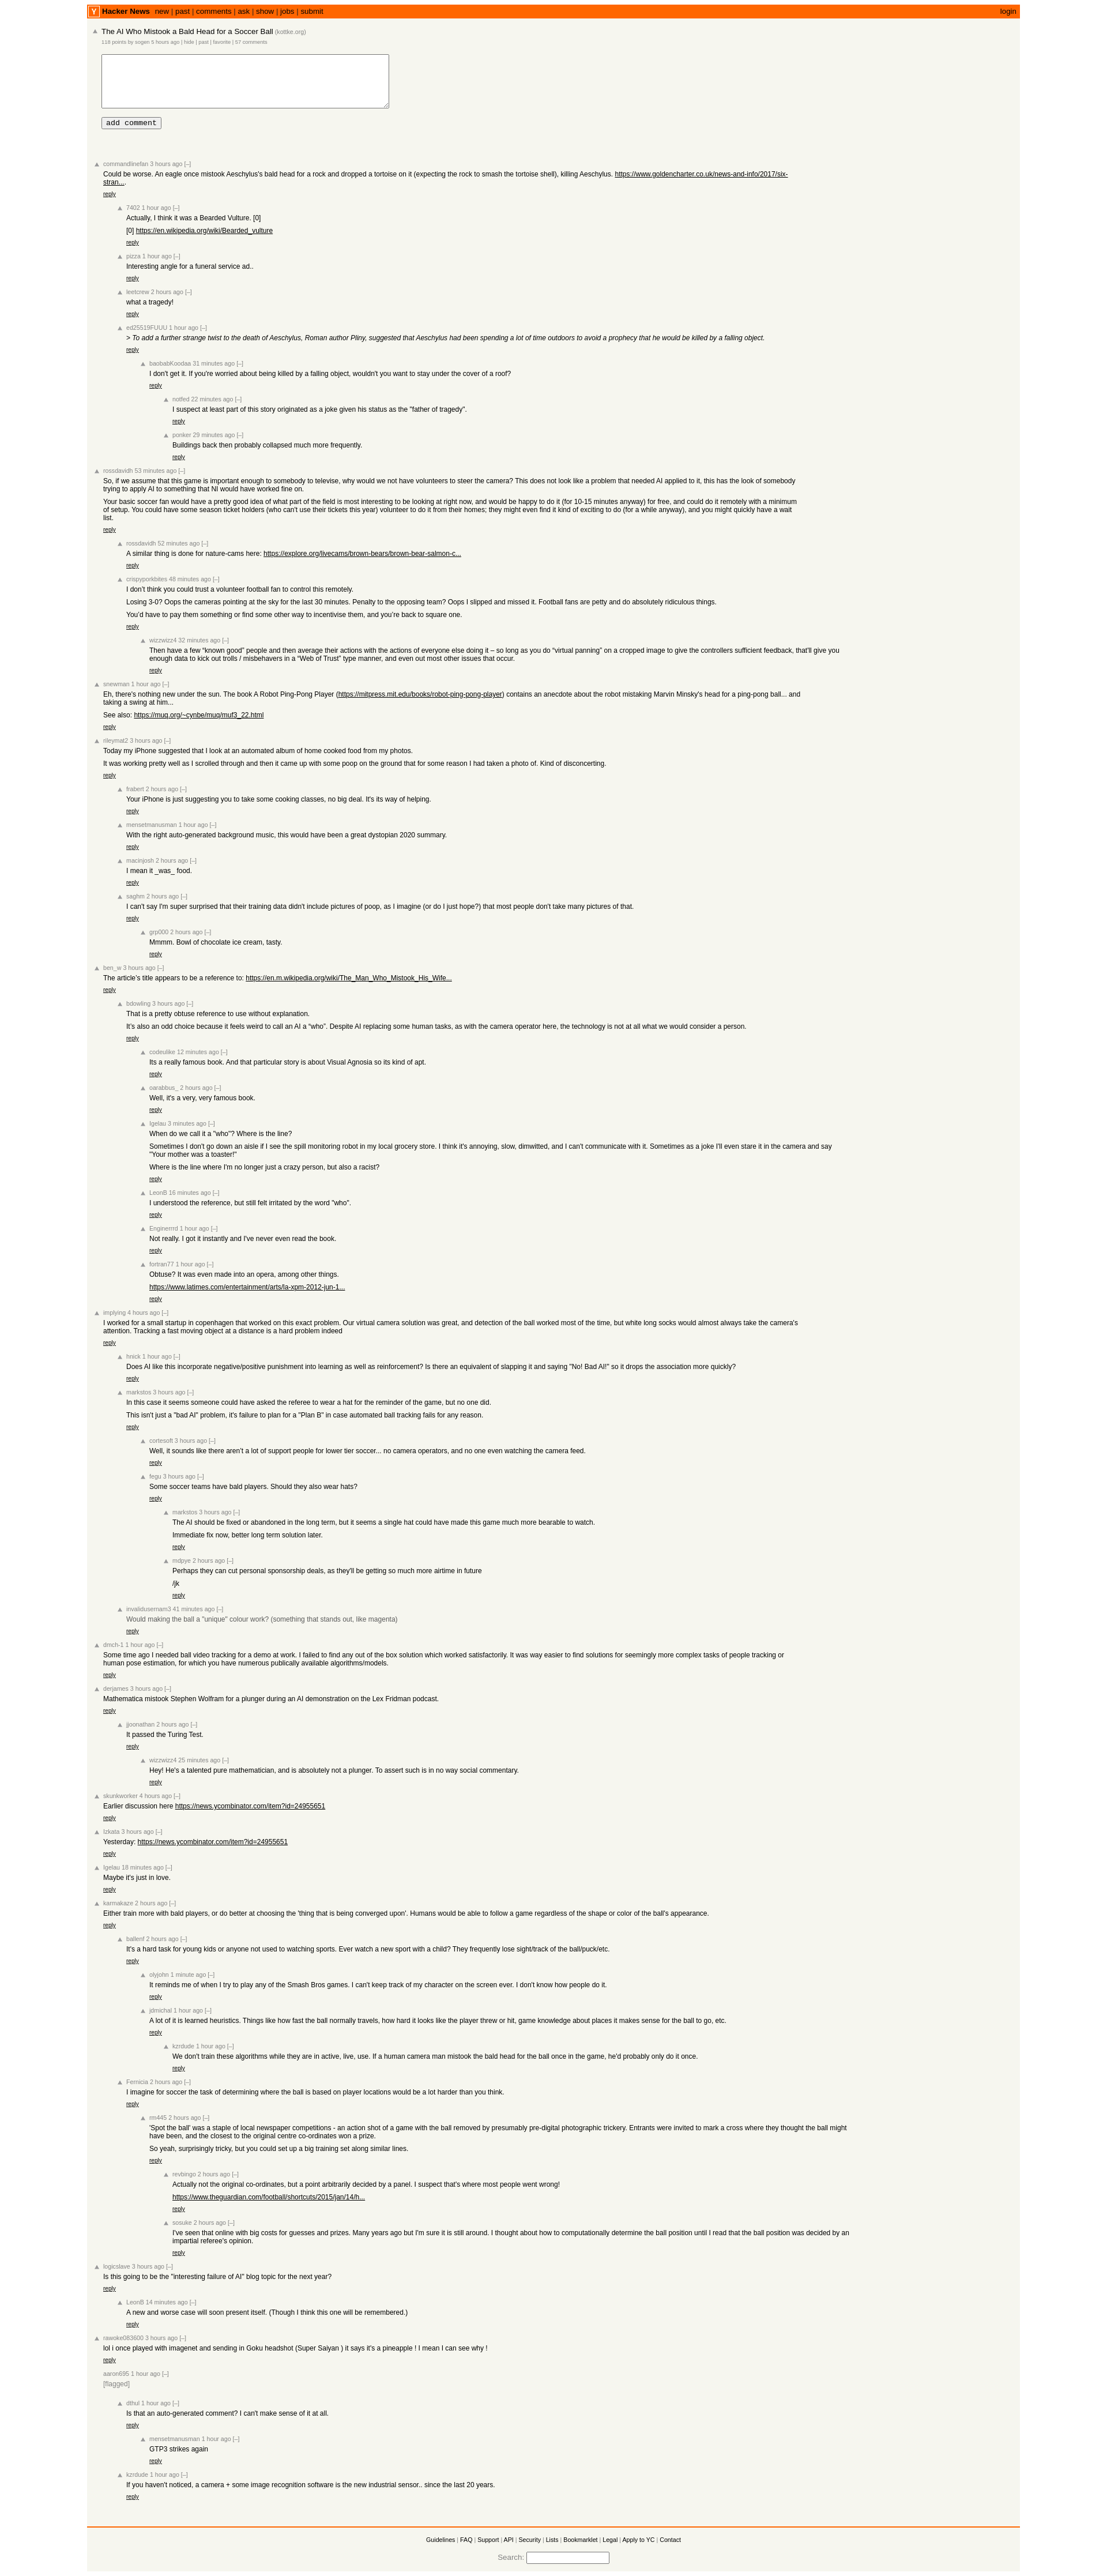 Y Hacker News new | past | comments | ask | show | jobs | submit login
The AI Who Mistook a Bald Head for a Soccer Ball (kottke.org)
118 points by sogen 5 hours ago | hide | past | favorite | 57 comments
add comment
commandlinefan 3 hours ago [–]
Could be worse. An eagle once mistook Aeschylus's bald head for a rock and dropped a tortoise on it (expecting the rock to smash the tortoise shell), killing Aeschylus. https://www.goldencharter.co.uk/news-and-info/2017/six-
stran....
reply
7402 1 hour ago [–]
Actually, I think it was a Bearded Vulture. [0]
[0] https://en.wikipedia.org/wiki/Bearded_vulture
reply
pizza 1 hour ago [–]
Interesting angle for a funeral service ad..
reply
leetcrew 2 hours ago [–]
what a tragedy!
reply
ed25519FUUU 1 hour ago [–]
> To add a further strange twist to the death of Aeschylus, Roman author Pliny, suggested that Aeschylus had been spending a lot of time outdoors to avoid a prophecy that he would be killed by a falling object.
reply
baobabKoodaa 31 minutes ago [–]
I don't get it. If you're worried about being killed by a falling object, wouldn't you want to stay under the cover of a roof?
reply
notfed 22 minutes ago [–]
I suspect at least part of this story originated as a joke given his status as the "father of tragedy".
reply
ponker 29 minutes ago [–]
Buildings back then probably collapsed much more frequently.
reply
rossdavidh 53 minutes ago [–]
So, if we assume that this game is important enough to somebody to televise, why would we not have volunteers to steer the camera? This does not look like a problem that needed AI applied to it, this has the look of somebody
trying to apply AI to something that NI would have worked fine on.
Your basic soccer fan would have a pretty good idea of what part of the field is most interesting to be looking at right now, and would be happy to do it (for 10-15 minutes anyway) for free, and could do it remotely with a minimum
of setup. You could have some season ticket holders (who can't use their tickets this year) volunteer to do it from their homes; they might even find it kind of exciting to do (for a while anyway), and you might quickly have a wait
list.
reply
rossdavidh 52 minutes ago [–]
A similar thing is done for nature-cams here: https://explore.org/livecams/brown-bears/brown-bear-salmon-c...
reply
crispyporkbites 48 minutes ago [–]
I don't think you could trust a volunteer football fan to control this remotely.
Losing 3-0? Oops the cameras pointing at the sky for the last 30 minutes. Penalty to the opposing team? Oops I slipped and missed it. Football fans are petty and do absolutely ridiculous things.
You'd have to pay them something or find some other way to incentivise them, and you're back to square one.
reply
wizzwizz4 32 minutes ago [–]
Then have a few “known good” people and then average their actions with the actions of everyone else doing it – so long as you do “virtual panning” on a cropped image to give the controllers sufficient feedback, that'll give you
enough data to kick out trolls / misbehavers in a “Web of Trust” type manner, and even out most other issues that occur.
reply
snewman 1 hour ago [–]
Eh, there's nothing new under the sun. The book A Robot Ping-Pong Player (https://mitpress.mit.edu/books/robot-ping-pong-player) contains an anecdote about the robot mistaking Marvin Minsky's head for a ping-pong ball... and
taking a swing at him...
See also: https://muq.org/~cynbe/muq/muf3_22.html
reply
rileymat2 3 hours ago [–]
Today my iPhone suggested that I look at an automated album of home cooked food from my photos.
It was working pretty well as I scrolled through and then it came up with some poop on the ground that for some reason I had taken a photo of. Kind of disconcerting.
reply
frabert 2 hours ago [–]
Your iPhone is just suggesting you to take some cooking classes, no big deal. It's its way of helping.
reply
mensetmanusman 1 hour ago [–]
With the right auto-generated background music, this would have been a great dystopian 2020 summary.
reply
macinjosh 2 hours ago [–]
I mean it _was_ food.
reply
saghm 2 hours ago [–]
I can't say I'm super surprised that their training data didn't include pictures of poop, as I imagine (or do I just hope?) that most people don't take many pictures of that.
reply
grp000 2 hours ago [–]
Mmmm. Bowl of chocolate ice cream, tasty.
reply
ben_w 3 hours ago [–]
The article's title appears to be a reference to: https://en.m.wikipedia.org/wiki/The_Man_Who_Mistook_His_Wife...
reply
bdowling 3 hours ago [–]
That is a pretty obtuse reference to use without explanation.
It's also an odd choice because it feels weird to call an AI a “who”. Despite AI replacing some human tasks, as with the camera operator here, the technology is not at all what we would consider a person.
reply
codeulike 12 minutes ago [–]
Its a really famous book. And that particular story is about Visual Agnosia so its kind of apt.
reply
oarabbus_ 2 hours ago [–]
Well, it's a very, very famous book.
reply
Igelau 3 minutes ago [–]
When do we call it a "who"? Where is the line?
Sometimes I don't go down an aisle if I see the spill monitoring robot in my local grocery store. I think it's annoying, slow, dimwitted, and I can't communicate with it. Sometimes as a joke I'll even stare it in the camera and say
"Your mother was a toaster!"
Where is the line where I'm no longer just a crazy person, but also a racist?
reply
LeonB 16 minutes ago [–]
I understood the reference, but still felt irritated by the word "who".
reply
Enginerrrd 1 hour ago [–]
Not really. I got it instantly and I've never even read the book.
reply
fortran77 1 hour ago [–]
Obtuse? It was even made into an opera, among other things.
https://www.latimes.com/entertainment/arts/la-xpm-2012-jun-1...
reply
implying 4 hours ago [–]
I worked for a small startup in copenhagen that worked on this exact problem. Our virtual camera solution was great, and detection of the ball worked most of the time, but white long socks would almost always take the camera's
attention. Tracking a fast moving object at a distance is a hard problem indeed
reply
hnick 1 hour ago [–]
Does AI like this incorporate negative/positive punishment into learning as well as reinforcement? Is there an equivalent of slapping it and saying "No! Bad AI!" so it drops the association more quickly?
reply
markstos 3 hours ago [–]
In this case it seems someone could have asked the referee to wear a hat for the reminder of the game, but no one did.
This isn't just a "bad AI" problem, it's failure to plan for a "Plan B" in case automated ball tracking fails for any reason.
reply
cortesoft 3 hours ago [–]
Well, it sounds like there aren't a lot of support people for lower tier soccer... no camera operators, and no one even watching the camera feed.
reply
fegu 3 hours ago [–]
Some soccer teams have bald players. Should they also wear hats?
reply
markstos 3 hours ago [–]
The AI should be fixed or abandoned in the long term, but it seems a single hat could have made this game much more bearable to watch.
Immediate fix now, better long term solution later.
reply
mdpye 2 hours ago [–]
Perhaps they can cut personal sponsorship deals, as they'll be getting so much more airtime in future
/jk
reply
invalidusernam3 41 minutes ago [–]
Would making the ball a "unique" colour work? (something that stands out, like magenta)
reply
dmch-1 1 hour ago [–]
Some time ago I needed ball video tracking for a demo at work. I failed to find any out of the box solution which worked satisfactorily. It was way easier to find solutions for seemingly more complex tasks of people tracking or
human pose estimation, for which you have numerous publically available algorithms/models.
reply
derjames 3 hours ago [–]
Mathematica mistook Stephen Wolfram for a plunger during an AI demonstration on the Lex Fridman podcast.
reply
jjoonathan 2 hours ago [–]
It passed the Turing Test.
reply
wizzwizz4 25 minutes ago [–]
Hey! He's a talented pure mathematician, and is absolutely not a plunger. To assert such is in no way social commentary.
reply
skunkworker 4 hours ago [–]
Earlier discussion here https://news.ycombinator.com/item?id=24955651
reply
Izkata 3 hours ago [–]
Yesterday: https://news.ycombinator.com/item?id=24955651
reply
Igelau 18 minutes ago [–]
Maybe it's just in love.
reply
karmakaze 2 hours ago [–]
Either train more with bald players, or do better at choosing the 'thing that is being converged upon'. Humans would be able to follow a game regardless of the shape or color of the ball's appearance.
reply
ballenf 2 hours ago [–]
It's a hard task for young kids or anyone not used to watching sports. Ever watch a new sport with a child? They frequently lose sight/track of the ball/puck/etc.
reply
olyjohn 1 minute ago [–]
It reminds me of when I try to play any of the Smash Bros games. I can't keep track of my character on the screen ever. I don't know how people do it.
reply
jdmichal 1 hour ago [–]
A lot of it is learned heuristics. Things like how fast the ball normally travels, how hard it looks like the player threw or hit, game knowledge about places it makes sense for the ball to go, etc.
reply
kzrdude 1 hour ago [–]
We don't train these algorithms while they are in active, live, use. If a human camera man mistook the bald head for the ball once in the game, he'd probably only do it once.
reply
Fernicia 2 hours ago [–]
I imagine for soccer the task of determining where the ball is based on player locations would be a lot harder than you think.
reply
rm445 2 hours ago [–]
'Spot the ball' was a staple of local newspaper competitions - an action shot of a game with the ball removed by presumably pre-digital photographic trickery. Entrants were invited to mark a cross where they thought the ball might
have been, and the closest to the original centre co-ordinates won a prize.
So yeah, surprisingly tricky, but you could set up a big training set along similar lines.
reply
revbingo 2 hours ago [–]
Actually not the original co-ordinates, but a point arbitrarily decided by a panel. I suspect that's where most people went wrong!
https://www.theguardian.com/football/shortcuts/2015/jan/14/h...
reply
sosuke 2 hours ago [–]
I've seen that online with big costs for guesses and prizes. Many years ago but I'm sure it is still around. I thought about how to computationally determine the ball position until I read that the ball position was decided by an
impartial referee's opinion.
reply
logicslave 3 hours ago [–]
Is this going to be the "interesting failure of AI" blog topic for the next year?
reply
LeonB 14 minutes ago [–]
A new and worse case will soon present itself. (Though I think this one will be remembered.)
reply
rawoke083600 3 hours ago [–]
lol i once played with imagenet and sending in Goku headshot (Super Saiyan ) it says it's a pineapple ! I mean I can see why !
reply
aaron695 1 hour ago [–]
[flagged]
dthul 1 hour ago [–]
Is that an auto-generated comment? I can't make sense of it at all.
reply
mensetmanusman 1 hour ago [–]
GTP3 strikes again
reply
kzrdude 1 hour ago [–]
If you haven't noticed, a camera + some image recognition software is the new industrial sensor.. since the last 20 years.
reply
Guidelines | FAQ | Support | API | Security | Lists | Bookmarklet | Legal | Apply to YC | Contact
Search: